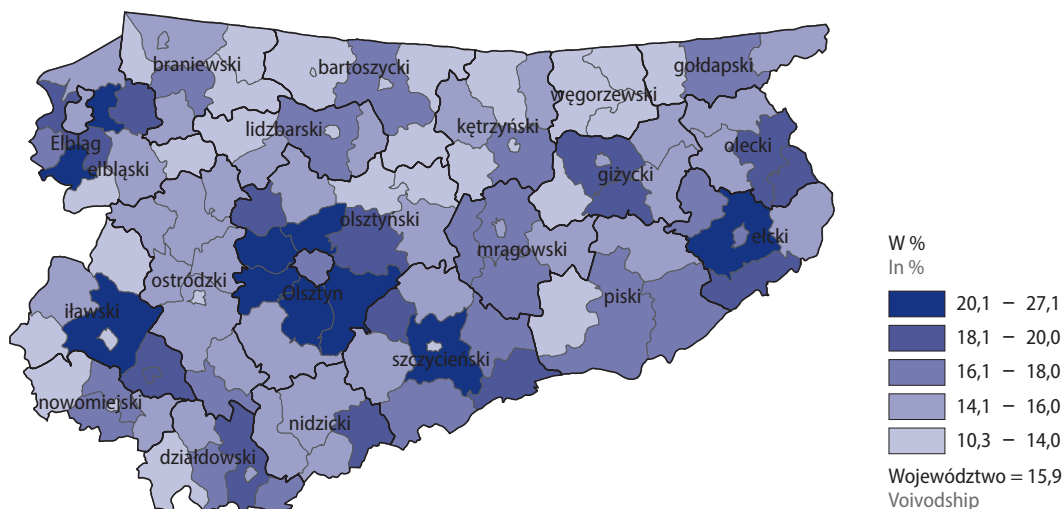 braniewski
bartoszycki
gołdapski
węgorzewski
lidzbarski
kętrzyński
Elbląg
elbląski
olecki
giżycki
olsztyński
ełcki
mrągowski
ostródzki
Olsztyn
piski
iławski
szczycieński
nowomiejski
nidzicki
działdowski
W %
In %
20,1 – 27,1
18,1 – 20,0
16,1 – 18,0
14,1 – 16,0
10,3 – 14,0
Województwo = 15,9
Voivodship